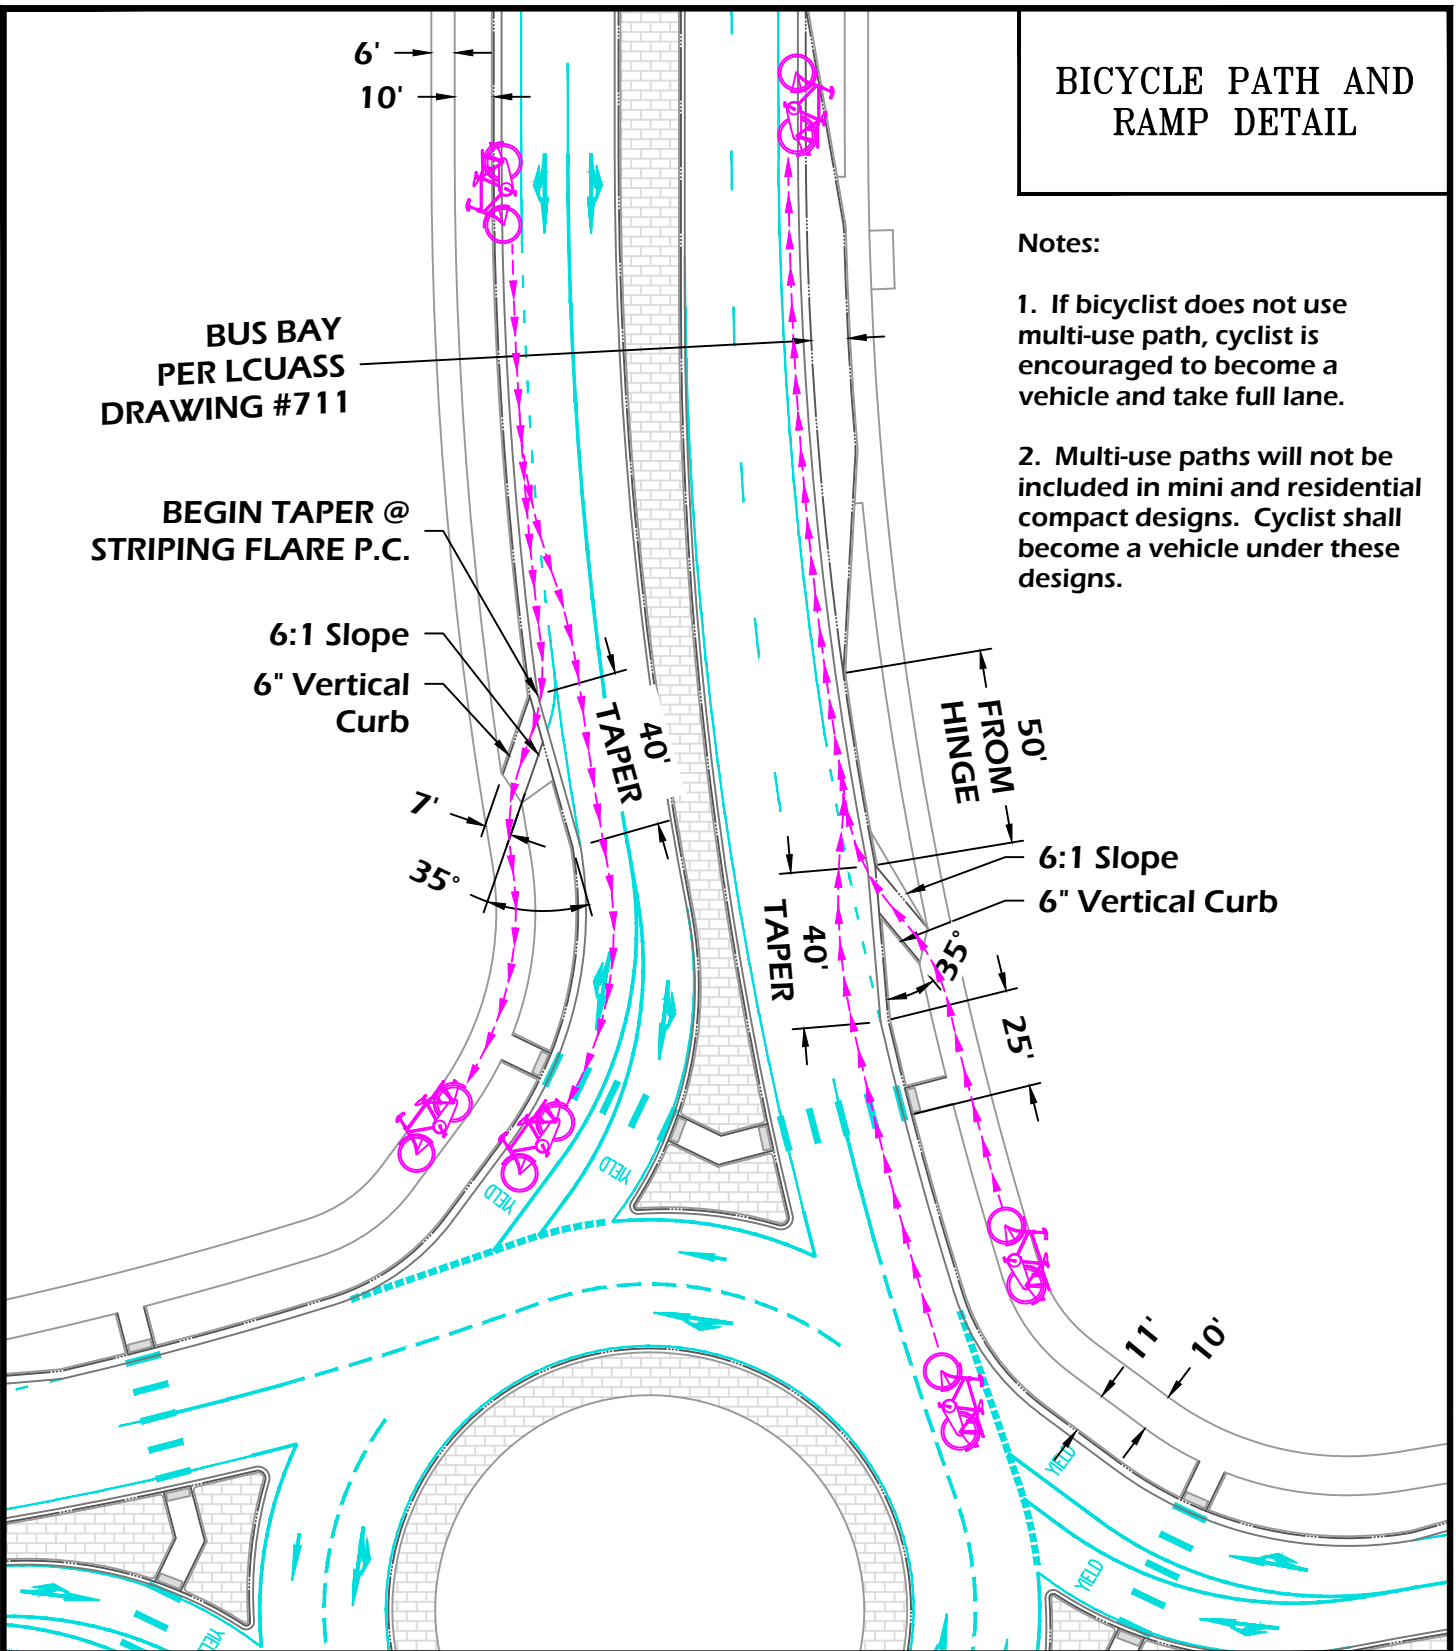 BICYCLE PATH AND
RAMP DETAIL
Notes:
1. If bicyclist does not use
multi-use path, cyclist is
encouraged to become a
vehicle and take full lane.
2. Multi-use paths will not be
included in mini and residential
compact designs. Cyclist shall
become a vehicle under these
designs.
6'
10'
BUS BAY
PER LCUASS
DRAWING #711
BEGIN TAPER @
STRIPING FLARE P.C.
6:1 Slope
6" Vertical
Curb
40'
TAPER
7'
35°
50'
FROM
HINGE
6:1 Slope
6" Vertical Curb
40'
TAPER
35°
25'
11'
10'
YIELD
YIELD
YIELD
YIELD
YIELD